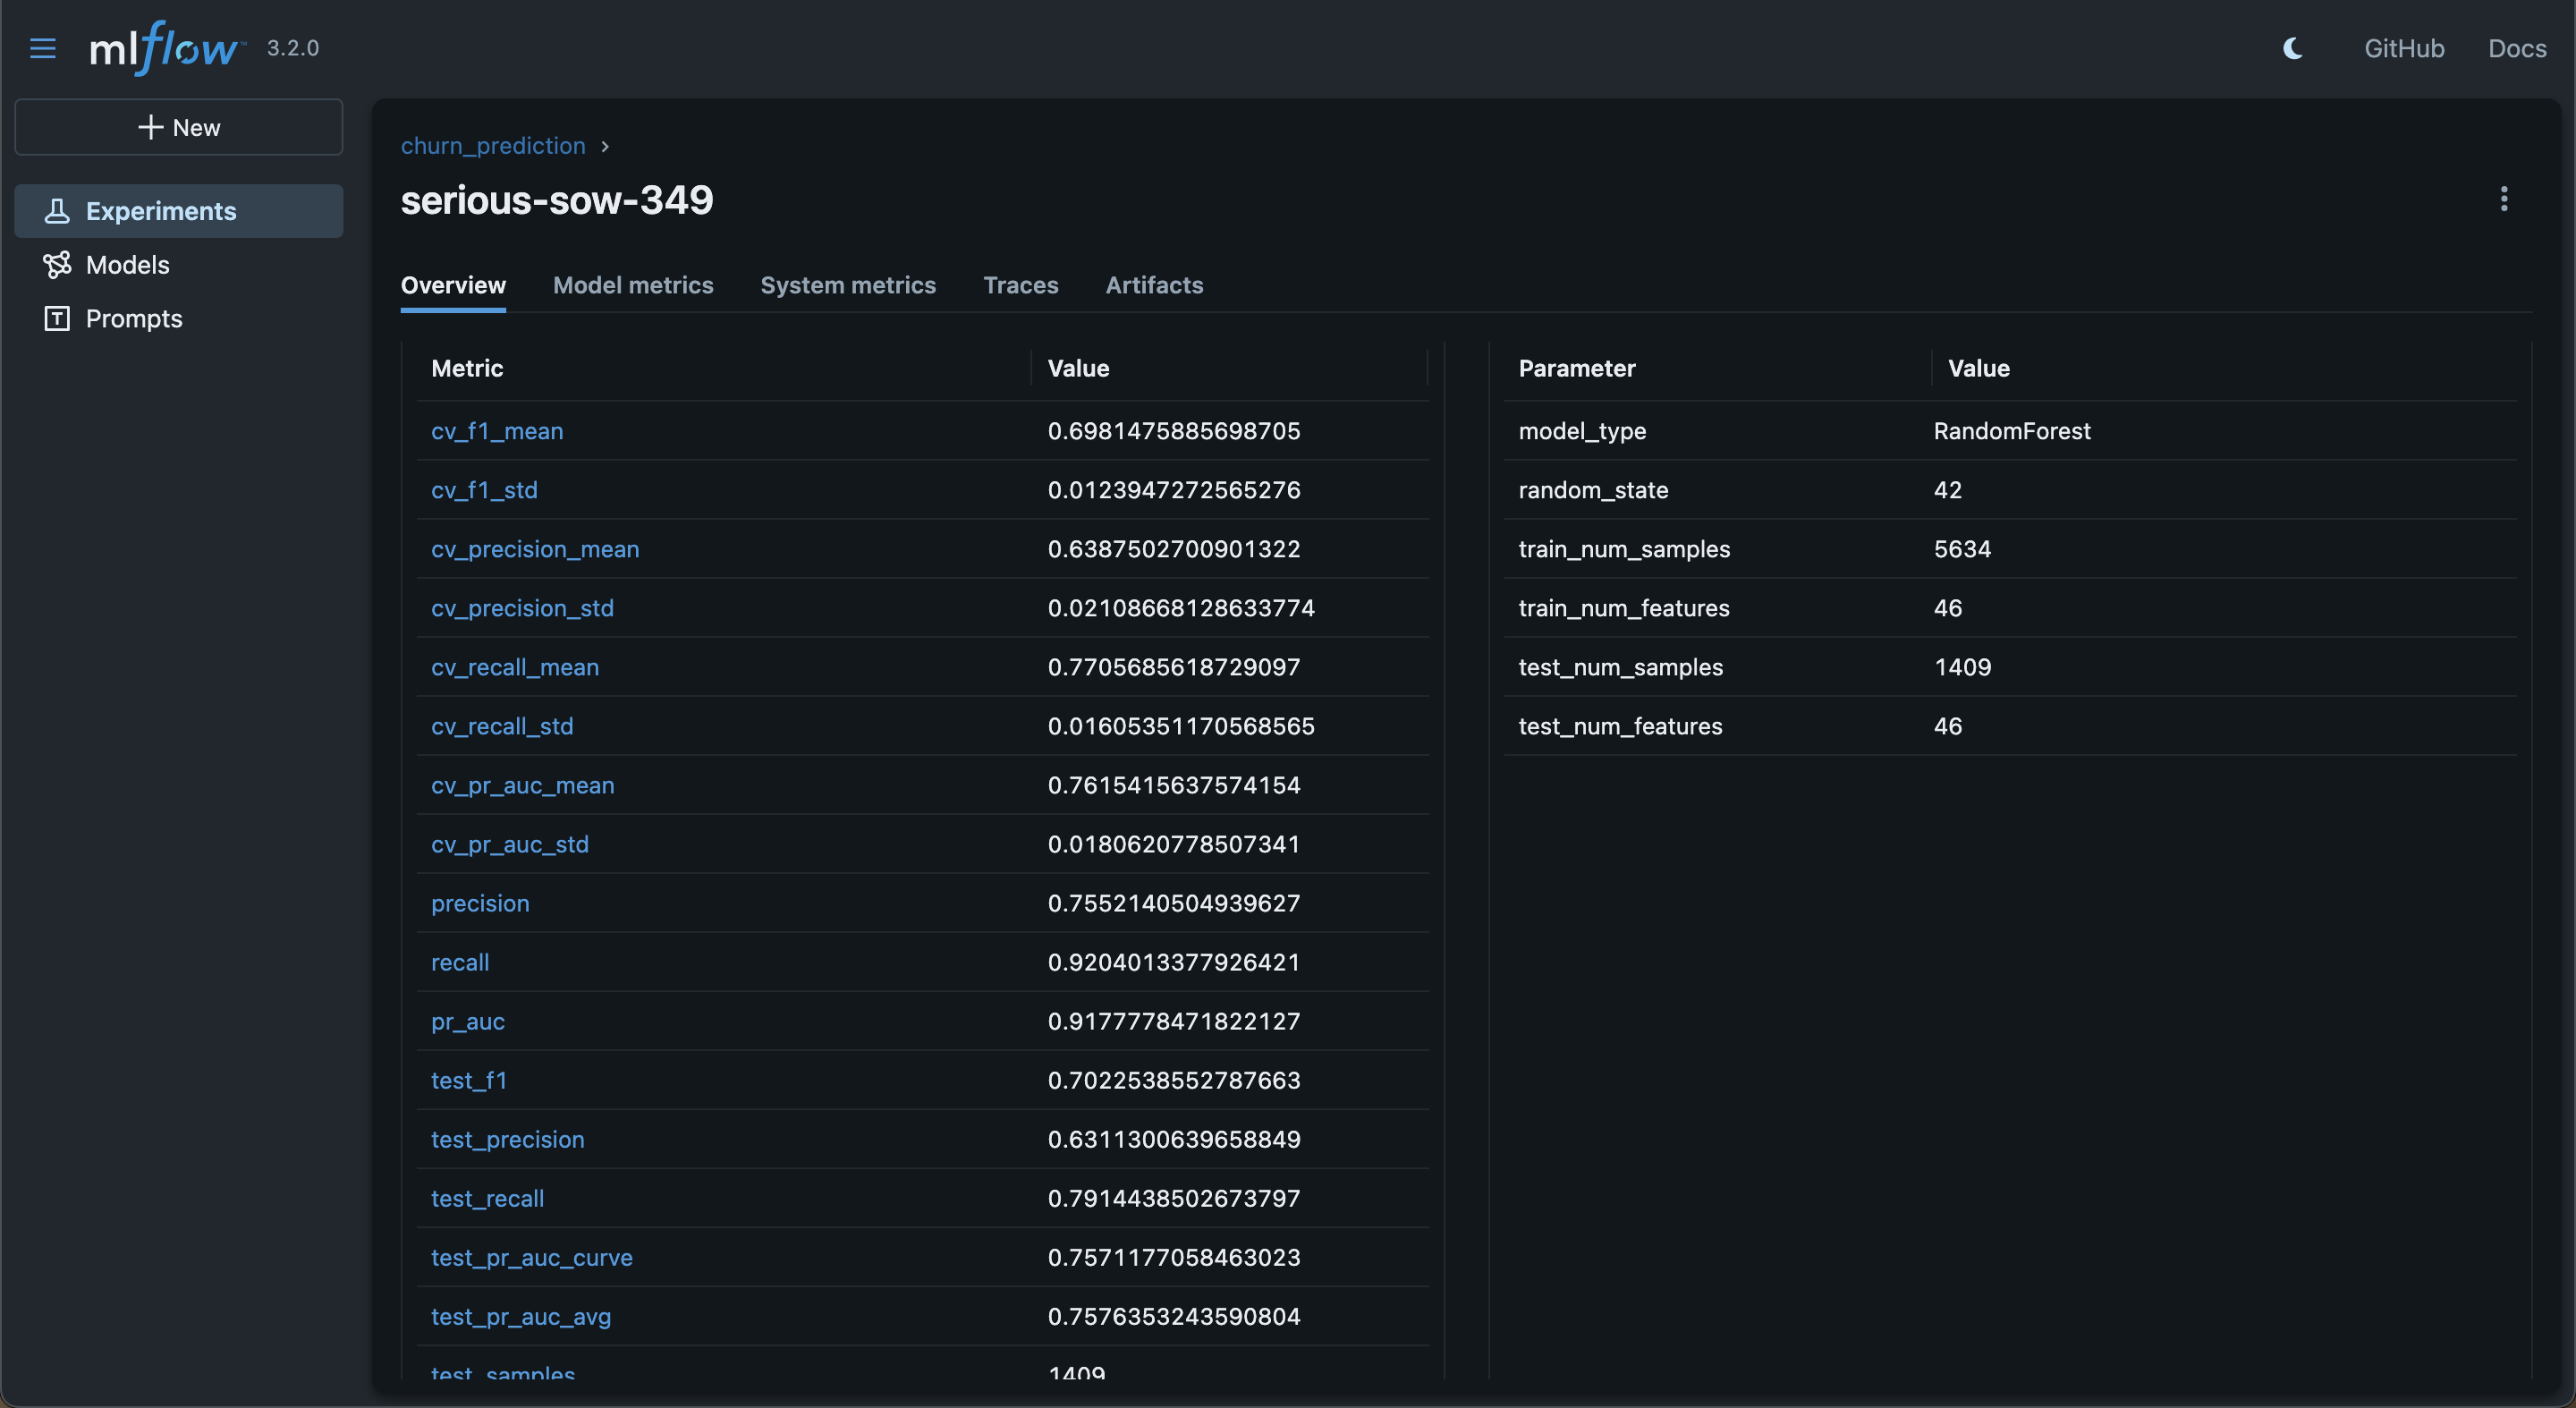 mlflow™ 3.2.0
GitHub
Docs
New
Experiments
Models
Prompts
churn_prediction
serious-sow-349
Overview Model metrics System metrics Traces Artifacts
Metric Value
cv_f1_mean 0.6981475885698705
cv_f1_std 0.0123947272565276
cv_precision_mean 0.6387502700901322
cv_precision_std 0.02108668128633774
cv_recall_mean 0.7705685618729097
cv_recall_std 0.01605351170568565
cv_pr_auc_mean 0.7615415637574154
cv_pr_auc_std 0.0180620778507341
precision 0.7552140504939627
recall 0.9204013377926421
pr_auc 0.9177778471822127
test_f1 0.7022538552787663
test_precision 0.6311300639658849
test_recall 0.7914438502673797
test_pr_auc_curve 0.7571177058463023
test_pr_auc_avg 0.7576353243590804
test_samples 1409
Parameter Value
model_type RandomForest
random_state 42
train_num_samples 5634
train_num_features 46
test_num_samples 1409
test_num_features 46